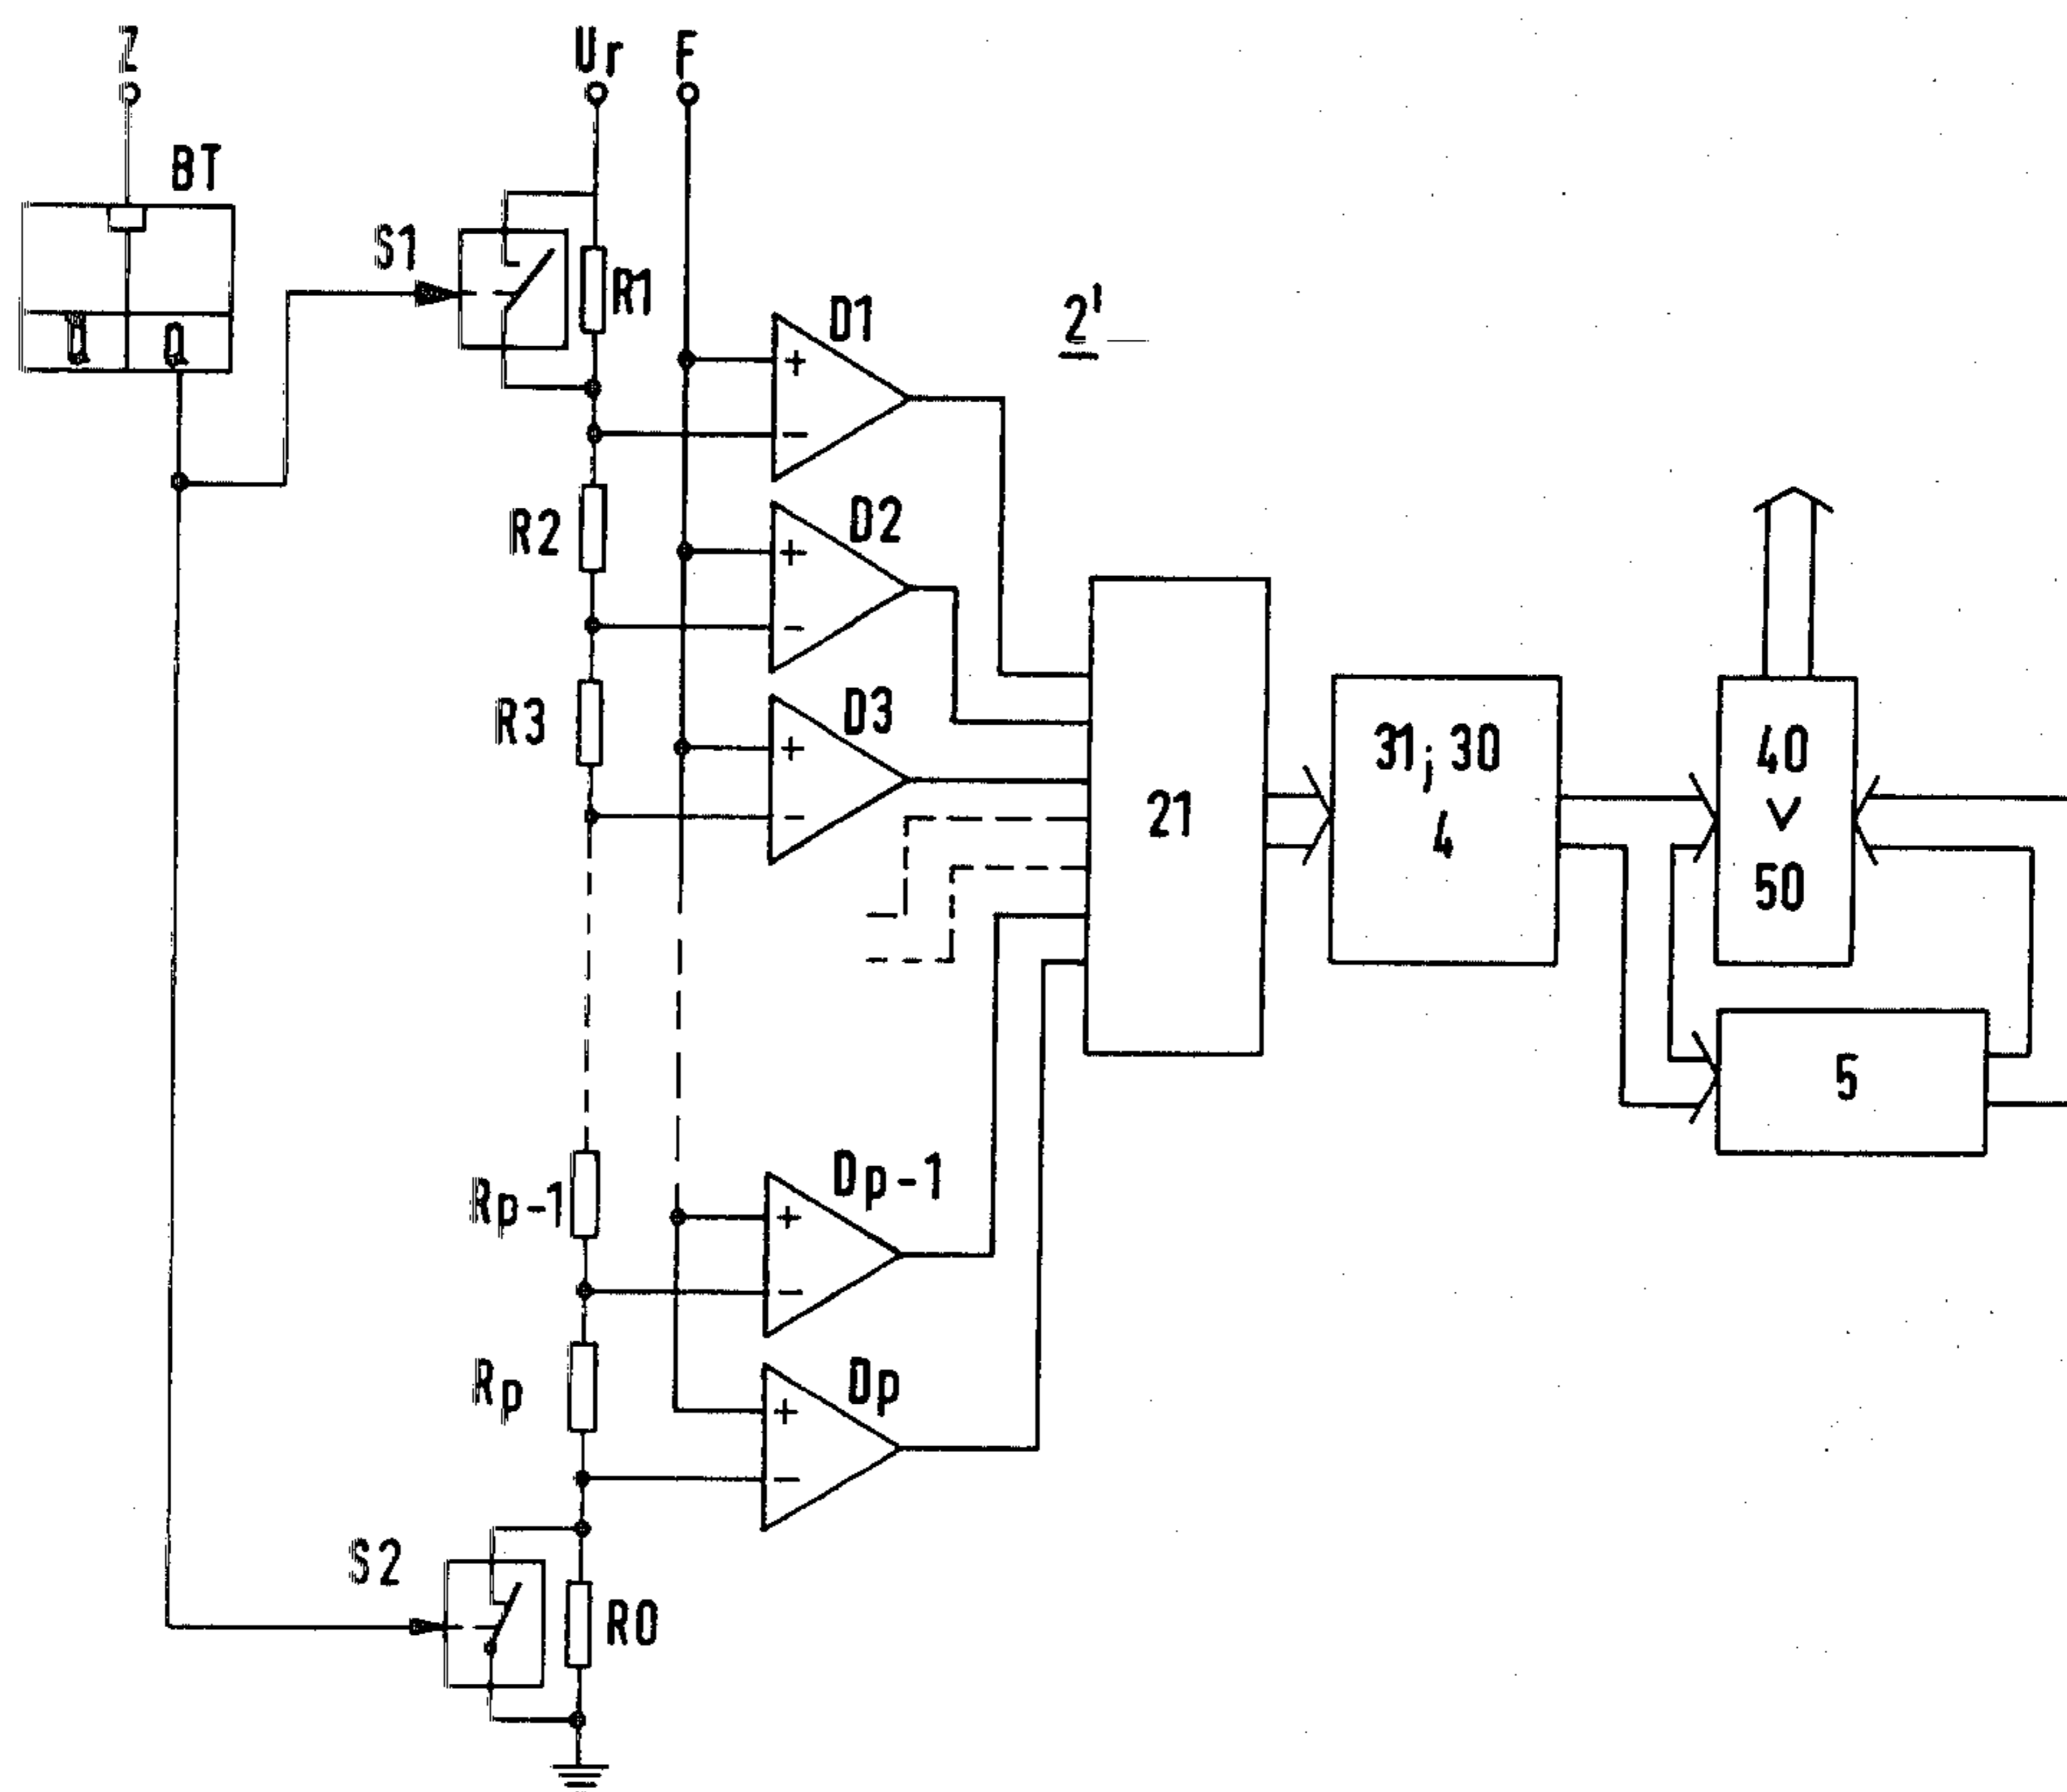 Z
Ur
F
BT
S1
R1
D1
2'
Q
Q
+
−
R2
D2
+
−
R3
D3
+
−
31; 30
4
40
∨
50
21
5
Rp-1
Dp-1
+
−
Rp
Dp
+
−
S2
R0